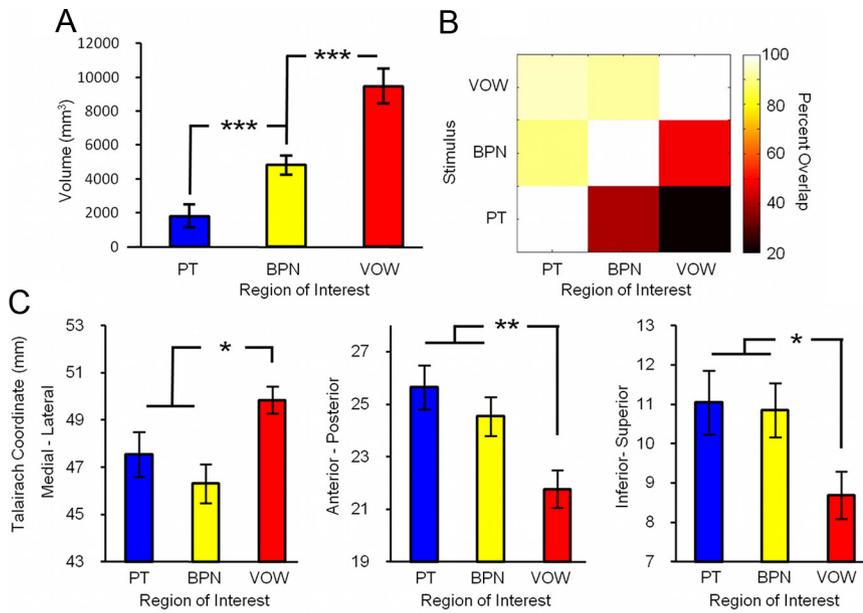 A
12000
10000
8000
6000
4000
2000
0
Volume (mm³)
***
***
PT BPN VOW
Region of Interest
B
VOW
BPN
PT
Stimulus
PT BPN VOW
Region of Interest
100
80
60
40
20
Percent Overlap
C
Talairach Coordinate (mm)
Medial - Lateral
53
51
49
47
45
43
*
PT BPN VOW
Region of Interest
Anterior - Posterior
27
25
23
21
19
**
PT BPN VOW
Region of Interest
Inferior- Superior
13
12
11
10
9
8
7
*
PT BPN VOW
Region of Interest